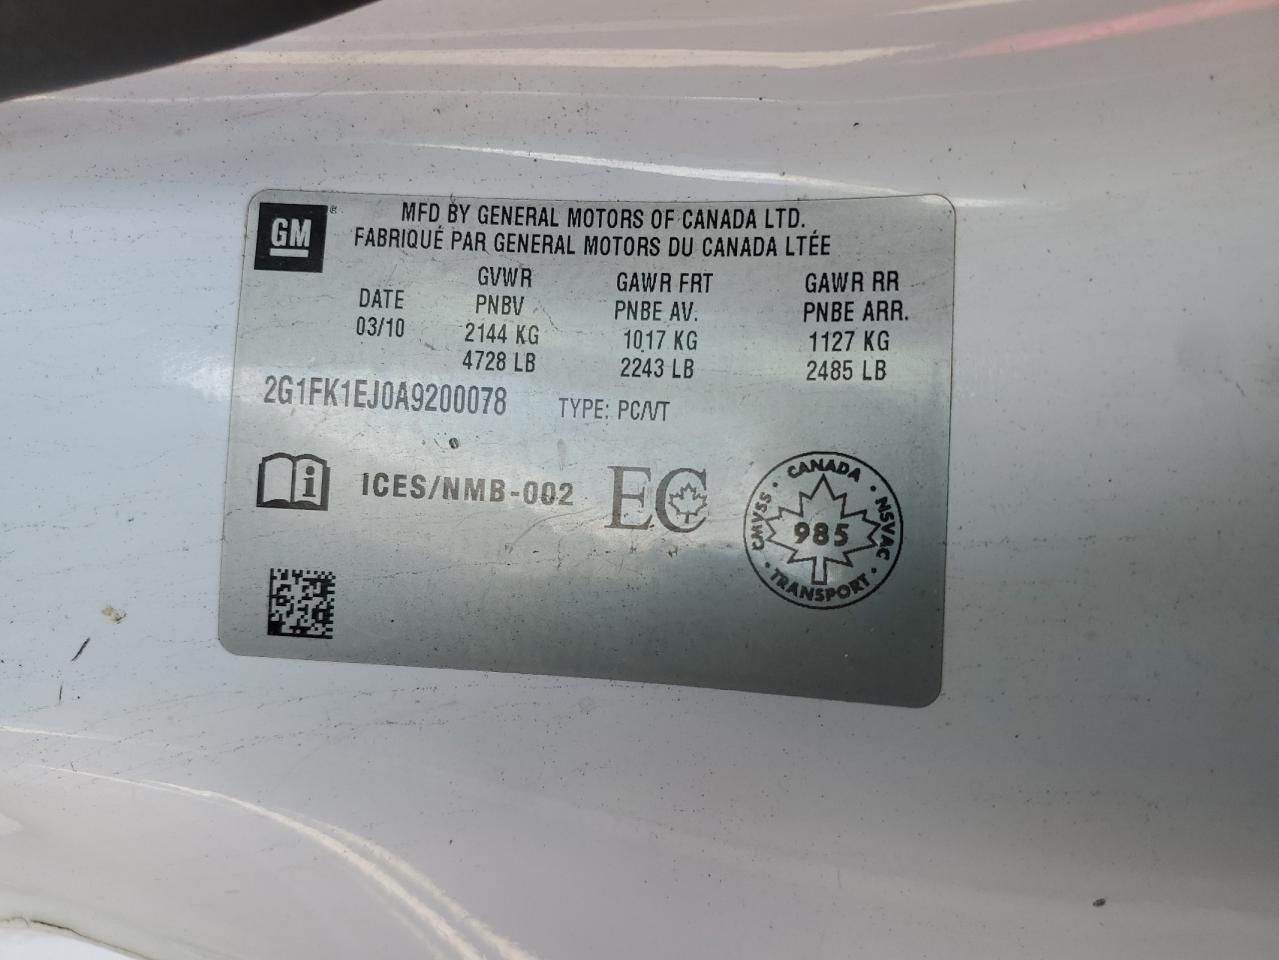 GM ®
MFD BY GENERAL MOTORS OF CANADA LTD.
FABRIQUÉ PAR GENERAL MOTORS DU CANADA LTÉE
DATE
03/10
GVWR
PNBV
2144 KG
4728 LB
GAWR FRT
PNBE AV.
1017 KG
2243 LB
GAWR RR
PNBE ARR.
1127 KG
2485 LB
2G1FK1EJ0A9200078 TYPE: PC/VT
i
ICES/NMB-002
EC
• CANADA •
CMVSS
985
NSVAC
• TRANSPORT •